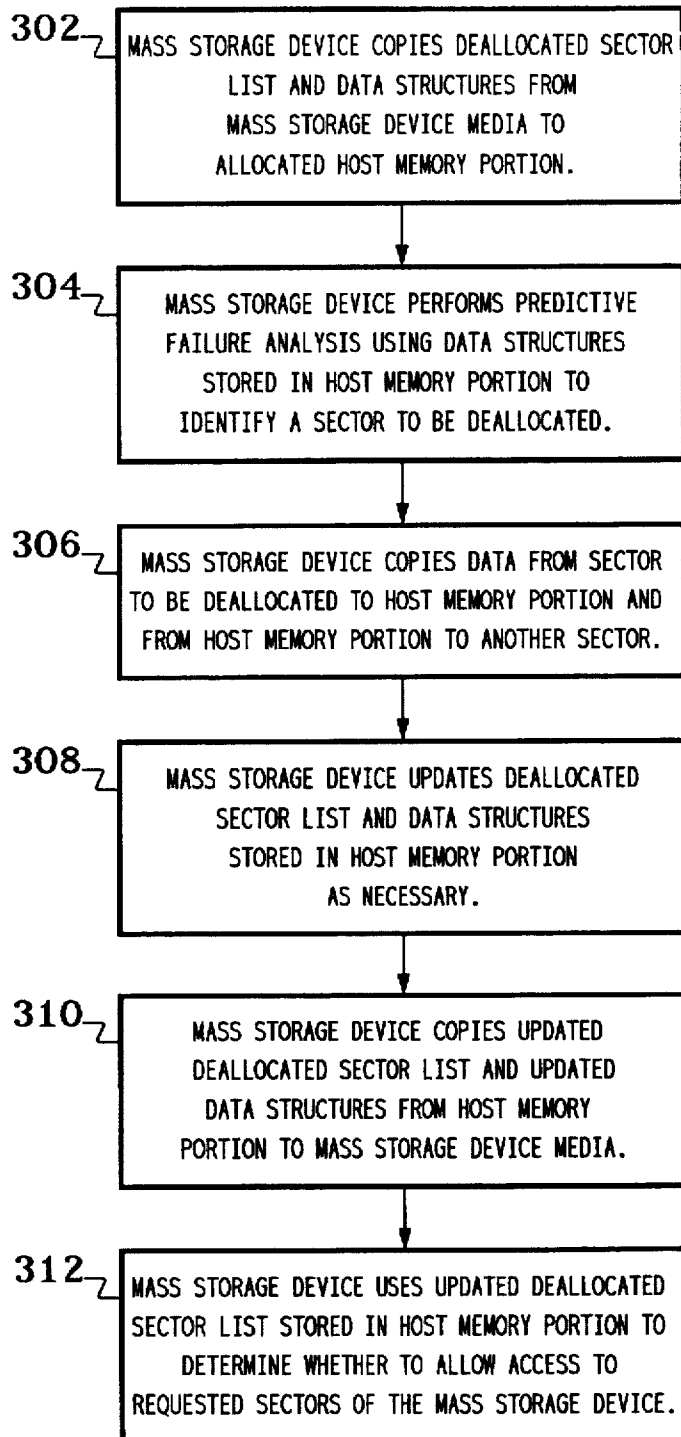 302
MASS STORAGE DEVICE COPIES DEALLOCATED SECTOR
LIST AND DATA STRUCTURES FROM
MASS STORAGE DEVICE MEDIA TO
ALLOCATED HOST MEMORY PORTION.
304
MASS STORAGE DEVICE PERFORMS PREDICTIVE
FAILURE ANALYSIS USING DATA STRUCTURES
STORED IN HOST MEMORY PORTION TO
IDENTIFY A SECTOR TO BE DEALLOCATED.
306
MASS STORAGE DEVICE COPIES DATA FROM SECTOR
TO BE DEALLOCATED TO HOST MEMORY PORTION AND
FROM HOST MEMORY PORTION TO ANOTHER SECTOR.
308
MASS STORAGE DEVICE UPDATES DEALLOCATED
SECTOR LIST AND DATA STRUCTURES
STORED IN HOST MEMORY PORTION
AS NECESSARY.
310
MASS STORAGE DEVICE COPIES UPDATED
DEALLOCATED SECTOR LIST AND UPDATED
DATA STRUCTURES FROM HOST MEMORY
PORTION TO MASS STORAGE DEVICE MEDIA.
312
MASS STORAGE DEVICE USES UPDATED DEALLOCATED
SECTOR LIST STORED IN HOST MEMORY PORTION TO
DETERMINE WHETHER TO ALLOW ACCESS TO
REQUESTED SECTORS OF THE MASS STORAGE DEVICE.